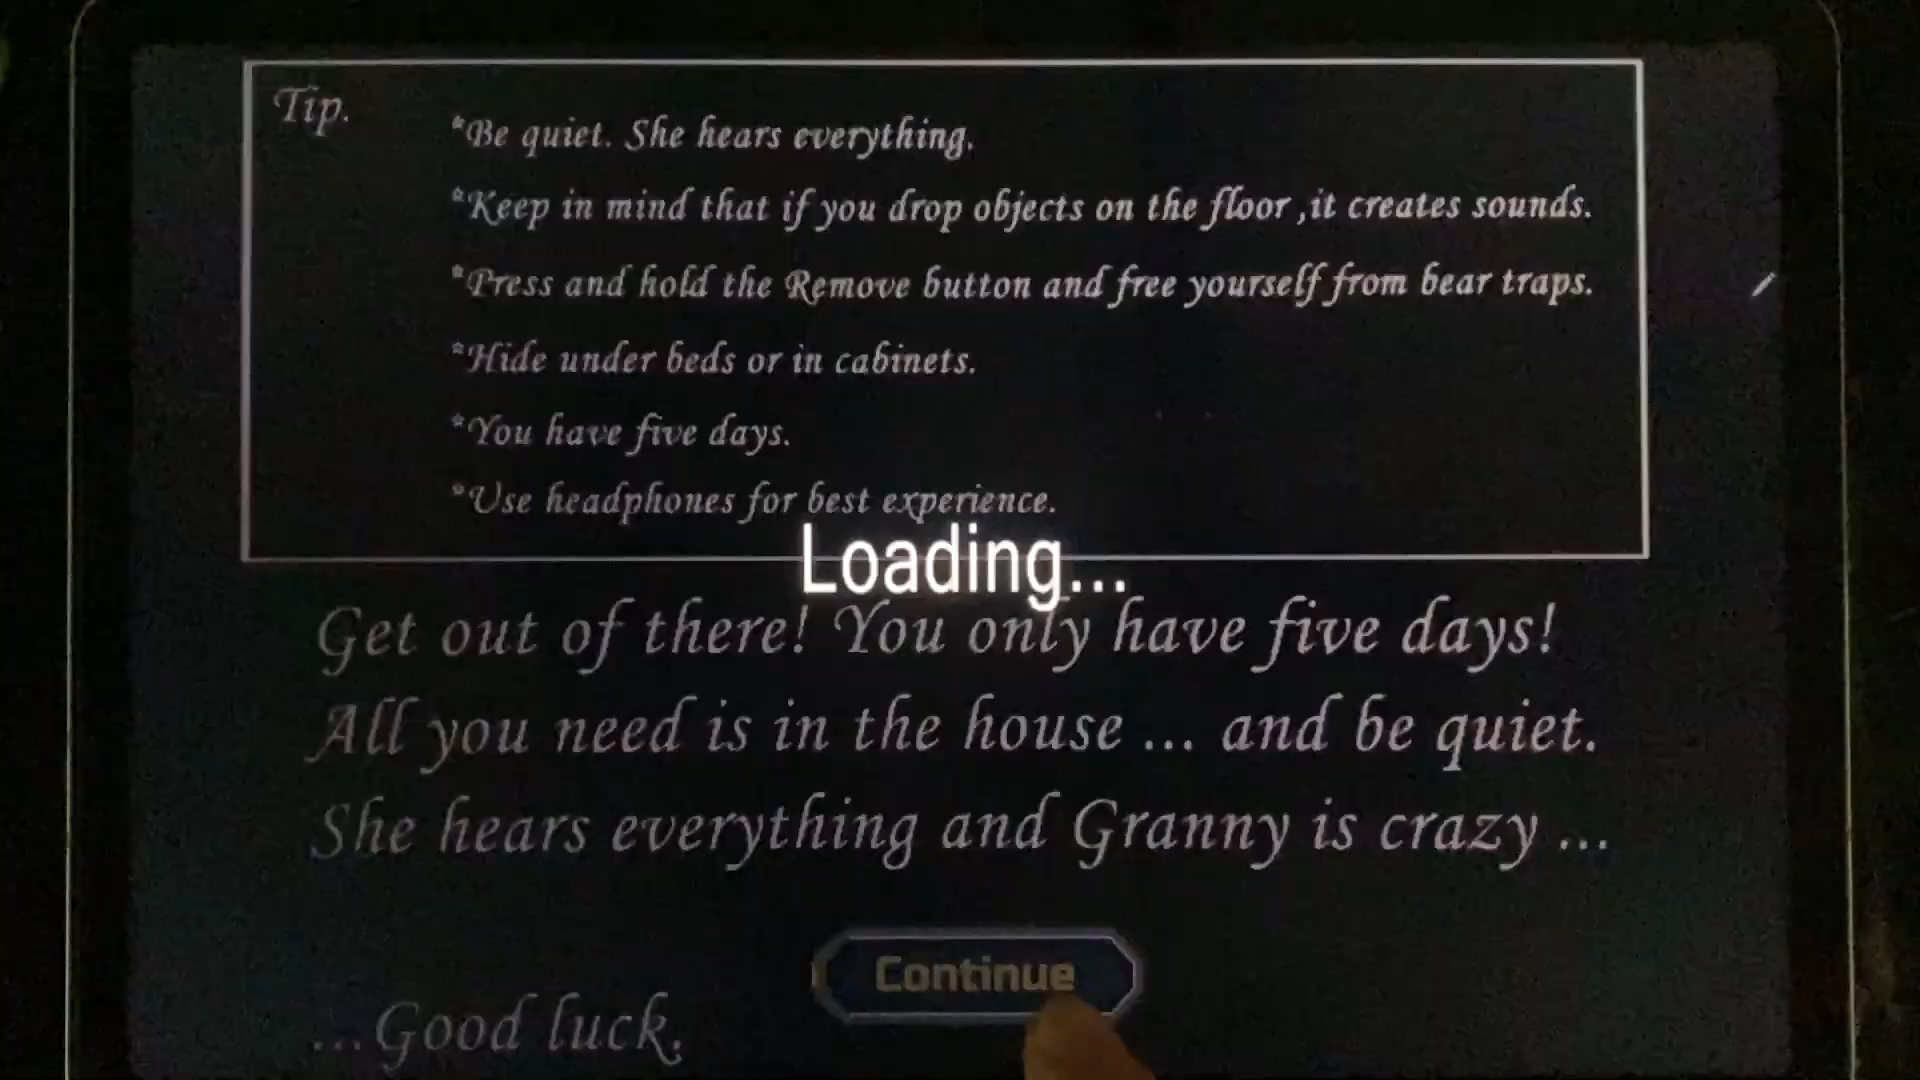 Tip.
*Be quiet. She hears everything.
*Keep in mind that if you drop objects on the floor ,it creates sounds.
*Press and hold the Remove button and free yourself from bear traps.
*Hide under beds or in cabinets.
*You have five days.
*Use headphones for best experience.
Loading...
Get out of there! You only have five days!
All you need is in the house ... and be quiet.
She hears everything and Granny is crazy ...
Continue
...Good luck.